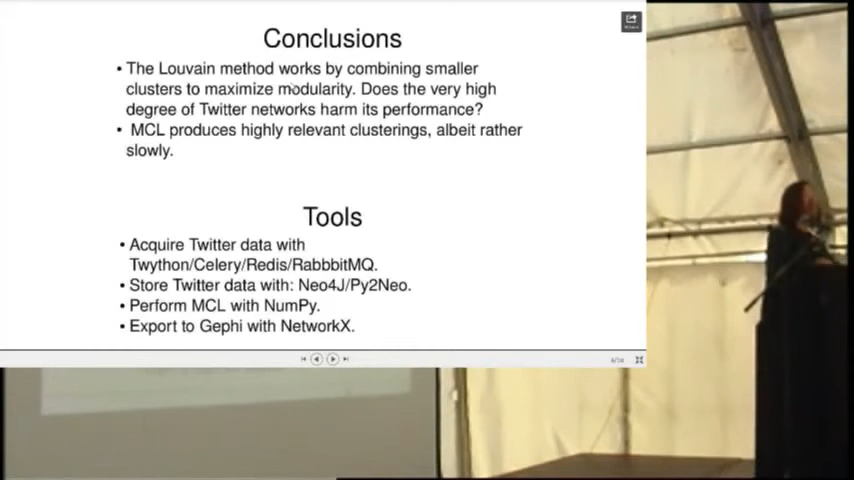 Conclusions
• The Louvain method works by combining smaller
clusters to maximize modularity. Does the very high
degree of Twitter networks harm its performance?
• MCL produces highly relevant clusterings, albeit rather
slowly.
Tools
• Acquire Twitter data with
Twython/Celery/Redis/RabbbitMQ.
• Store Twitter data with: Neo4J/Py2Neo.
• Perform MCL with NumPy.
• Export to Gephi with NetworkX.